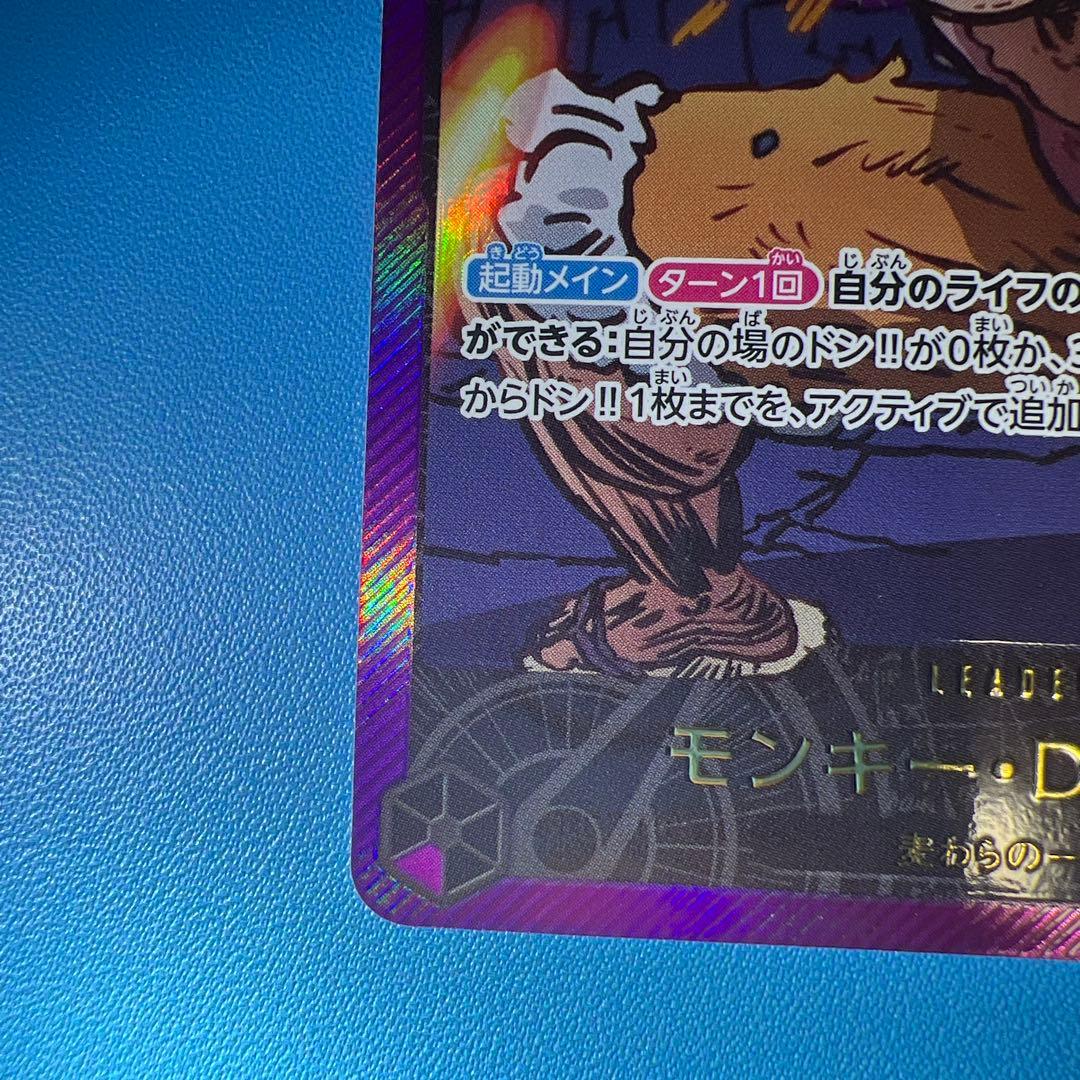 起動メイン ターン1回 自分のライフの
ができる:自分の場のドン!!が0枚か、3
からドン!!1枚までを、アクティブで追加
LEADE
モンキー・D
麦わらの一